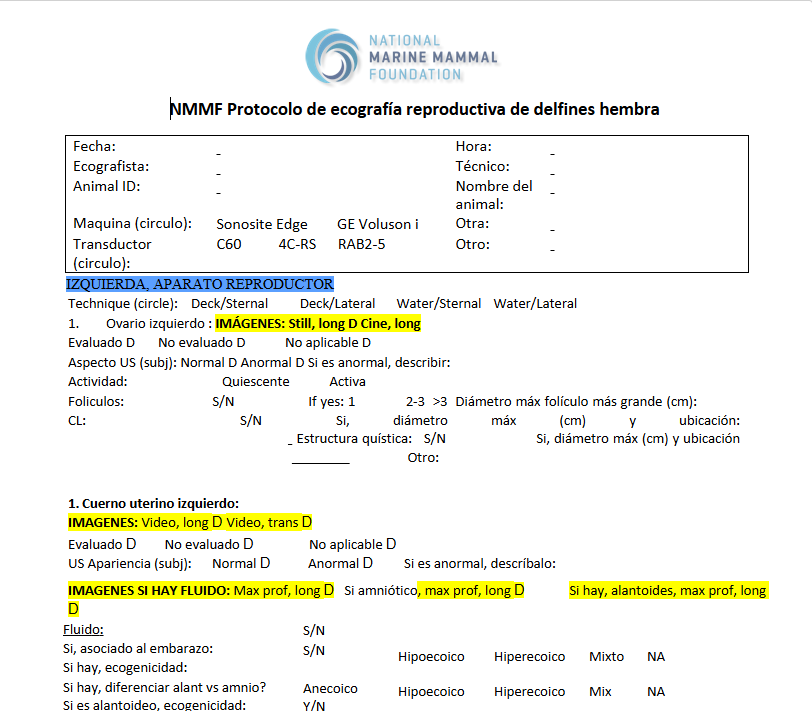 NATIONAL
MARINE MAMMAL
FOUNDATION
NMMF Protocolo de ecografía reproductiva de delfines hembra
Fecha: _ Hora: _
Ecografista: _ Técnico: _
Animal ID: _ Nombre del animal: _
Maquina (circulo): Sonosite Edge GE Voluson i Otra: _
Transductor (circulo): C60 4C-RS RAB2-5 Otro: _
IZQUIERDA, APARATO REPRODUCTOR
Technique (circle): Deck/Sternal Deck/Lateral Water/Sternal Water/Lateral
1. Ovario izquierdo : IMÁGENES: Still, long D Cine, long
Evaluado D No evaluado D No aplicable D
Aspecto US (subj): Normal D Anormal D Si es anormal, describir:
Actividad: Quiescente Activa
Foliculos: S/N If yes: 1 2-3 >3 Diámetro máx folículo más grande (cm):
CL: S/N Si, diámetro máx (cm) y ubicación:
_ Estructura quística: S/N Si, diámetro máx (cm) y ubicación
________ Otro:
1. Cuerno uterino izquierdo:
IMAGENES: Video, long D Video, trans D
Evaluado D No evaluado D No aplicable D
US Apariencia (subj): Normal D Anormal D Si es anormal, descríbalo:
IMAGENES SI HAY FLUIDO: Max prof, long D Si amniótico, max prof, long D Si hay, alantoides, max prof, long
D
Fluido: S/N
Si, asociado al embarazo: S/N
Si hay, ecogenicidad: Hipoecoico Hiperecoico Mixto NA
Si hay, diferenciar alant vs amnio? Anecoico Hipoecoico Hiperecoico Mix NA
Si es alantoideo, ecogenicidad: Y/N